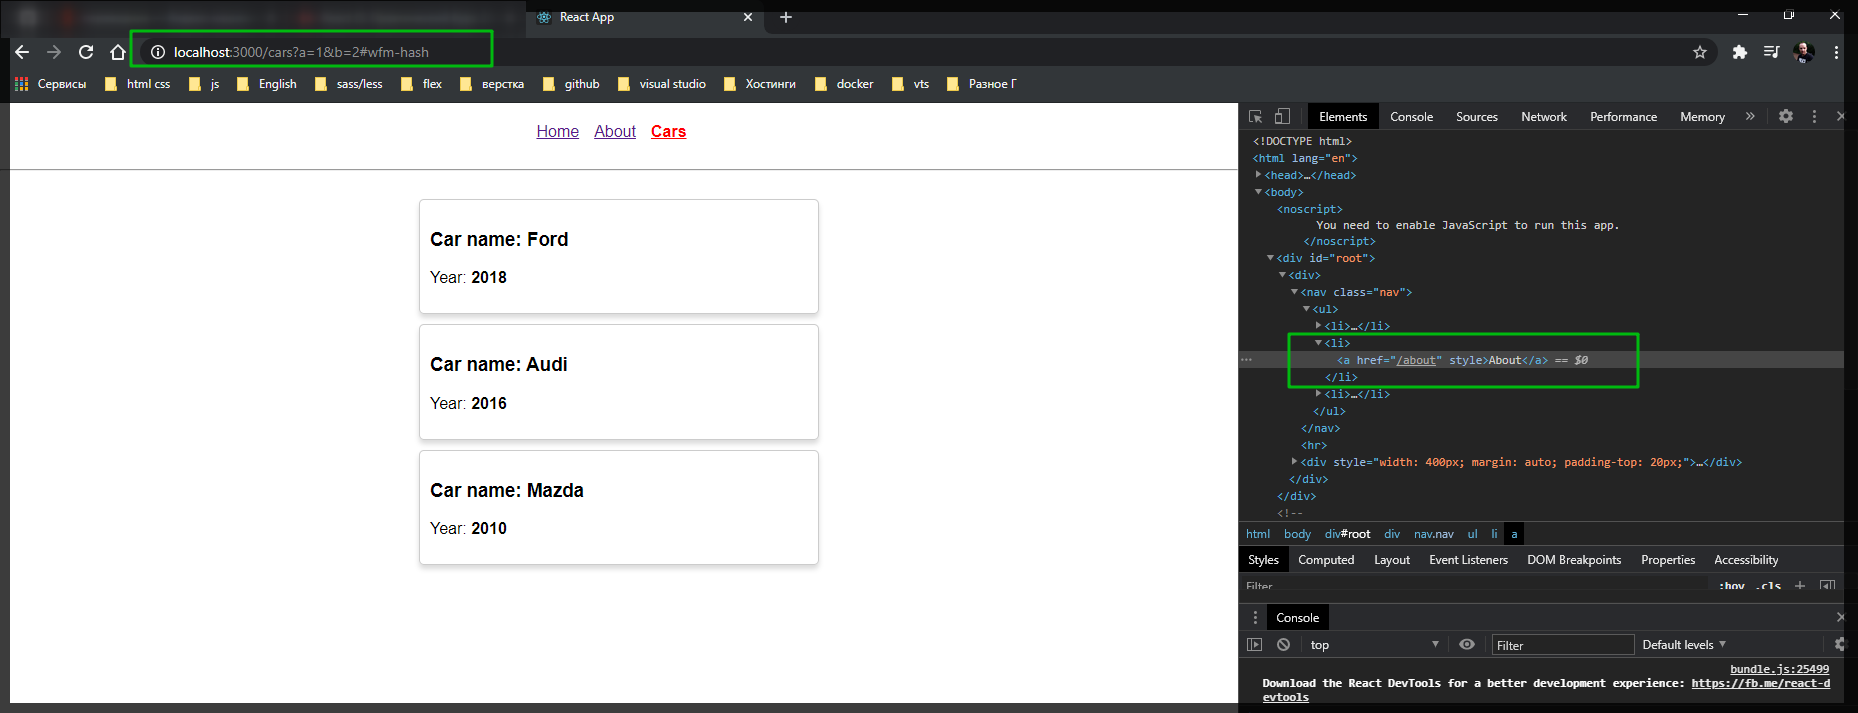 React App
localhost:3000/cars?a=1&b=2#wfm-hash
Сервисы html css js English sass/less flex верстка github visual studio Хостинги docker vts Разное Г
Home About Cars
Car name: Ford
Year: 2018
Car name: Audi
Year: 2016
Car name: Mazda
Year: 2010
Elements Console Sources Network Performance Memory »
<!DOCTYPE html>
<html lang="en">
<head>…</head>
<body>
<noscript>
You need to enable JavaScript to run this app.
</noscript>
<div id="root">
<div>
<nav class="nav">
<ul>
<li>…</li>
<li>
<a href="/about" style>About</a> == $0
</li>
<li>…</li>
</ul>
</nav>
<hr>
<div style="width: 400px; margin: auto; padding-top: 20px;">…</div>
</div>
</div>
<!--
html body div#root div nav.nav ul li a
Styles Computed Layout Event Listeners DOM Breakpoints Properties Accessibility
Filter :hov .cls +
Console
top Filter Default levels
bundle.js:25499
Download the React DevTools for a better development experience: https://fb.me/react-d
evtools